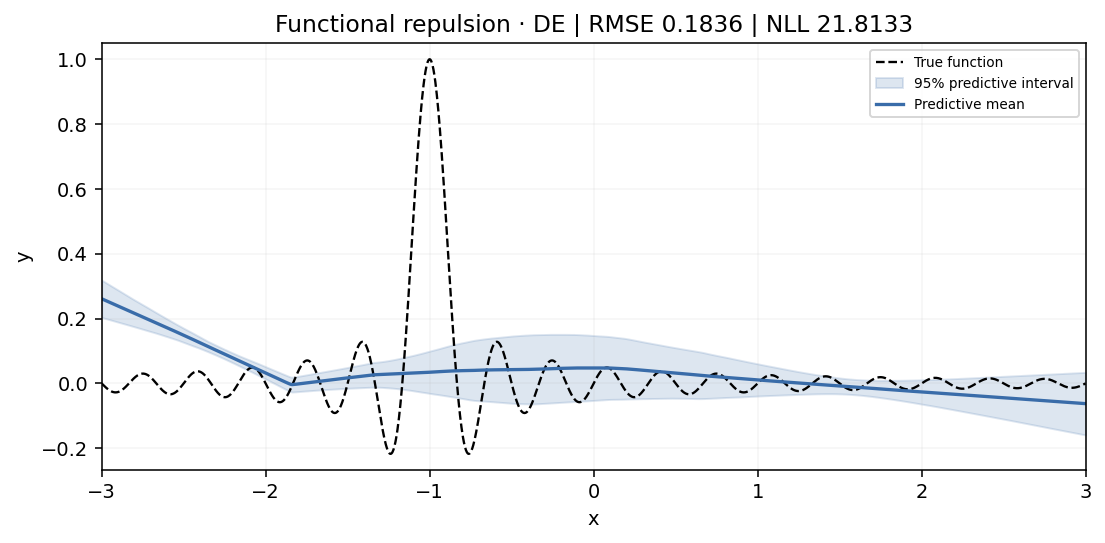 Functional repulsion · DE | RMSE 0.1836 | NLL 21.8133
True function
95% predictive interval
Predictive mean
y
1.0
0.8
0.6
0.4
0.2
0.0
−0.2
−3
−2
−1
0
1
2
3
x